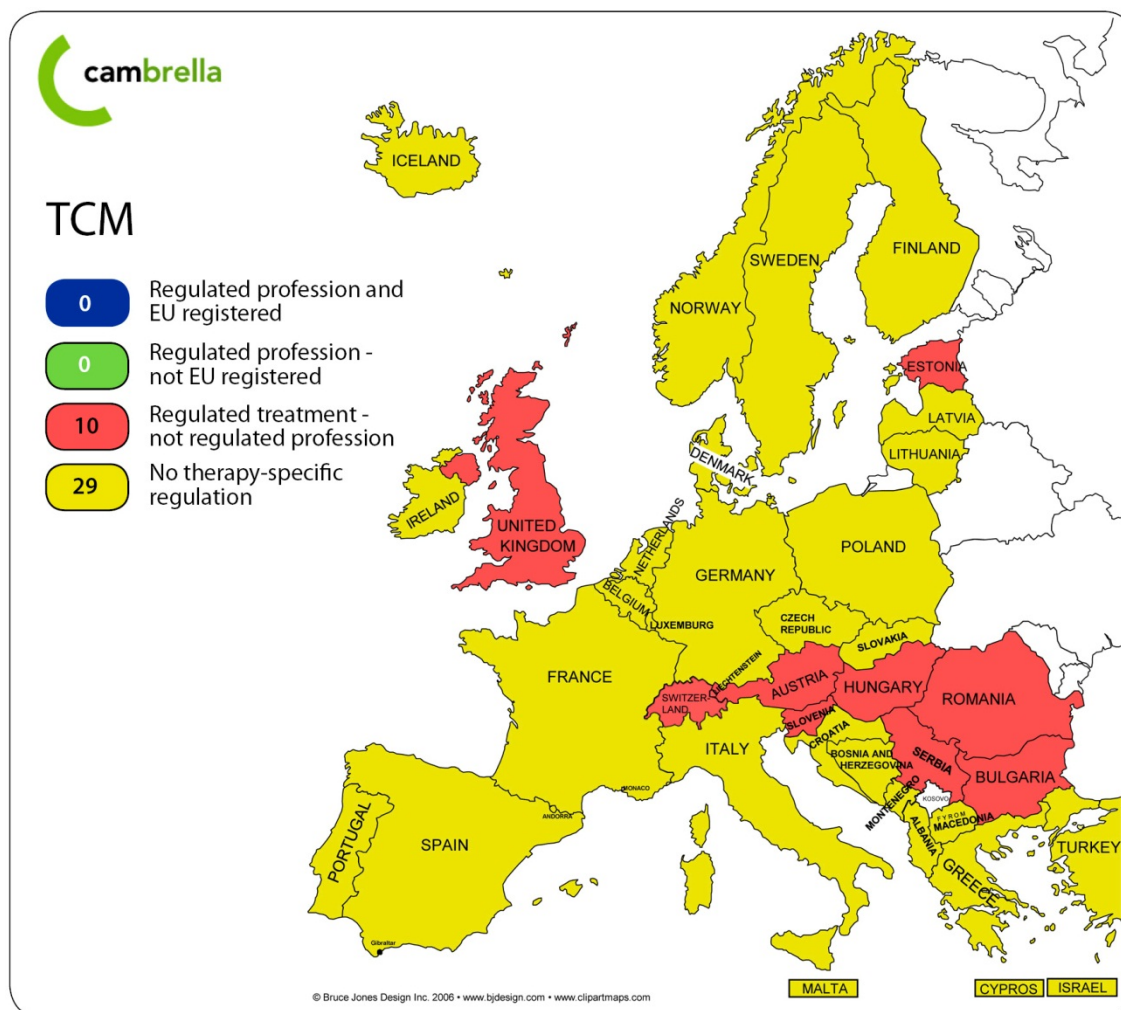 cambrella
TCM
0
Regulated profession and
EU registered
0
Regulated profession -
not EU registered
10
Regulated treatment -
not regulated profession
29
No therapy-specific
regulation
ICELAND
FINLAND
SWEDEN
NORWAY
ESTONIA
LATVIA
LITHUANIA
DENMARK
IRELAND
UNITED
KINGDOM
NETHERLANDS
BELGIUM
LUXEMBURG
GERMANY
POLAND
CZECH
REPUBLIC
SLOVAKIA
LIECHTENSTEIN
FRANCE
SWITZER-
LAND
AUSTRIA
HUNGARY
ROMANIA
SLOVENIA
CROATIA
ITALY
BOSNIA AND
HERZEGOVINA
SERBIA
BULGARIA
MONTENEGRO
KOSOVO
FYROM
MACEDONIA
ALBANIA
GREECE
TURKEY
MONACO
ANDORRA
PORTUGAL
SPAIN
Gibraltar
MALTA
CYPROS
ISRAEL
© Bruce Jones Design Inc. 2006 • www.bjdesign.com • www.clipartmaps.com